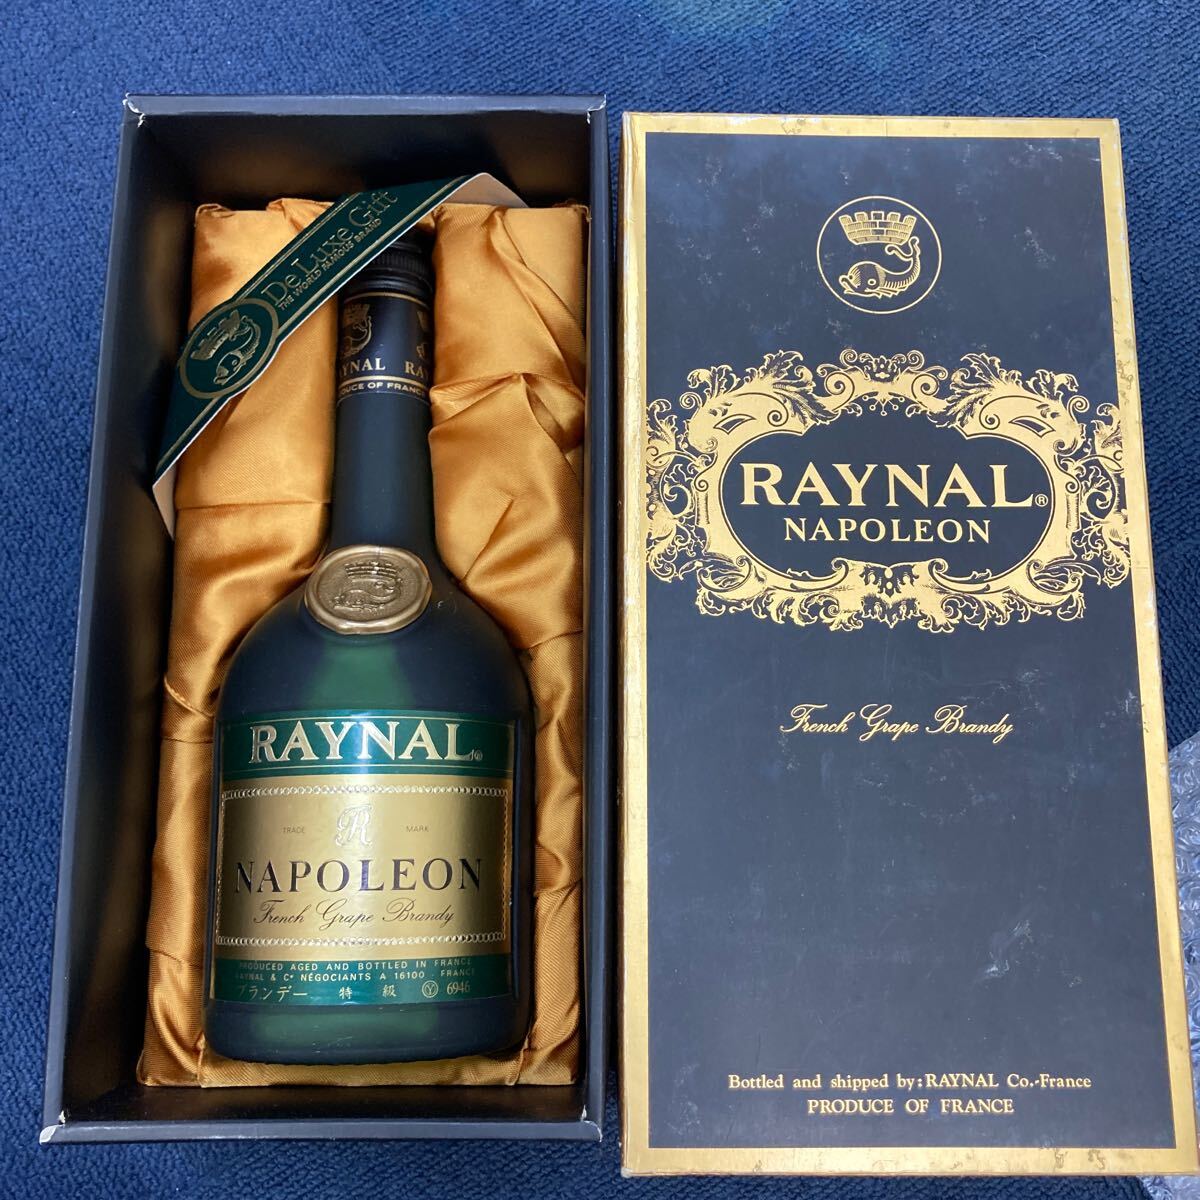 De Luxe Gift
THE WORLD FAMOUS BRAND
RAYNAL
PRODUCE OF FRANCE
RAYNAL®
TRADE R MARK
NAPOLEON
French Grape Brandy
PRODUCED AGED AND BOTTLED IN FRANCE
RAYNAL & Cº NÉGOCIANTS A 16100 - FRANCE
ブランデー 特級 Ⓨ 6946
RAYNAL®
NAPOLEON
French Grape Brandy
Bottled and shipped by: RAYNAL Co.-France
PRODUCE OF FRANCE